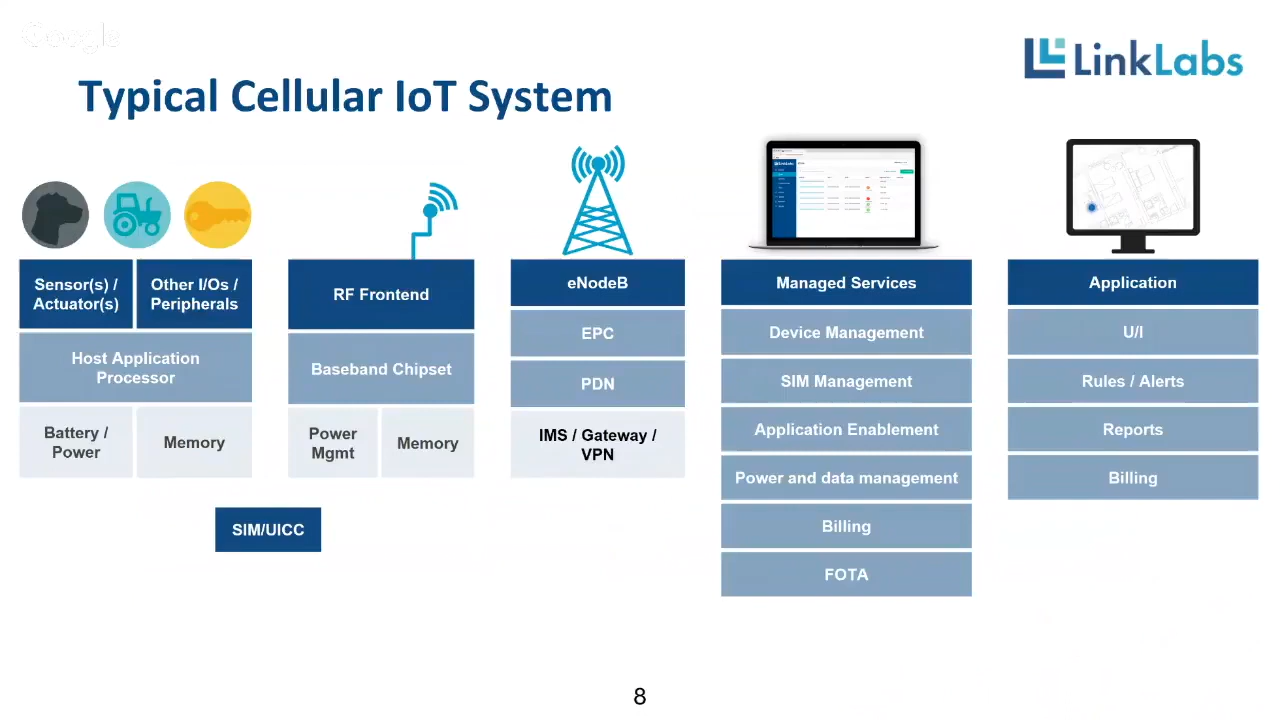 Google
LinkLabs
Typical Cellular IoT System
Sensor(s) /
Actuator(s)
Other I/Os /
Peripherals
Host Application
Processor
Battery /
Power
Memory
RF Frontend
Baseband Chipset
Power
Mgmt
Memory
SIM/UICC
eNodeB
EPC
PDN
IMS / Gateway /
VPN
Managed Services
Device Management
SIM Management
Application Enablement
Power and data management
Billing
FOTA
Application
U/I
Rules / Alerts
Reports
Billing
8